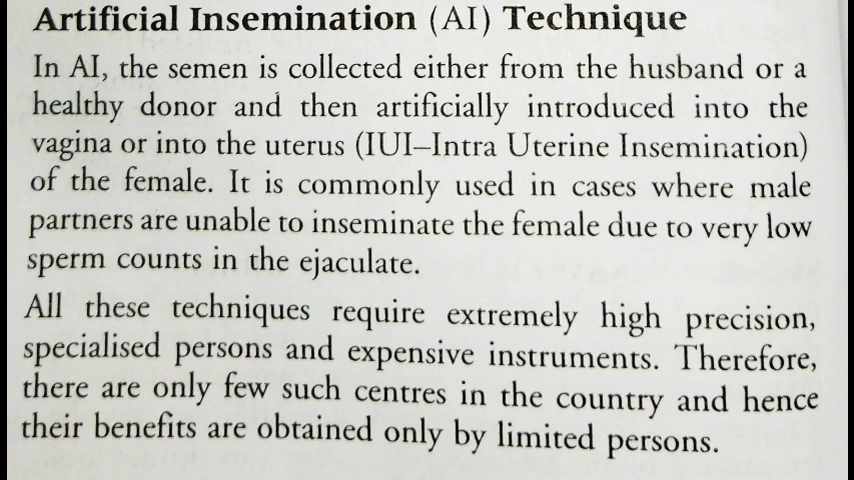 Artificial Insemination (AI) Technique
In AI, the semen is collected either from the husband or a
healthy donor and then artificially introduced into the
vagina or into the uterus (IUI–Intra Uterine Insemination)
of the female. It is commonly used in cases where male
partners are unable to inseminate the female due to very low
sperm counts in the ejaculate.
All these techniques require extremely high precision,
specialised persons and expensive instruments. Therefore,
there are only few such centres in the country and hence
their benefits are obtained only by limited persons.